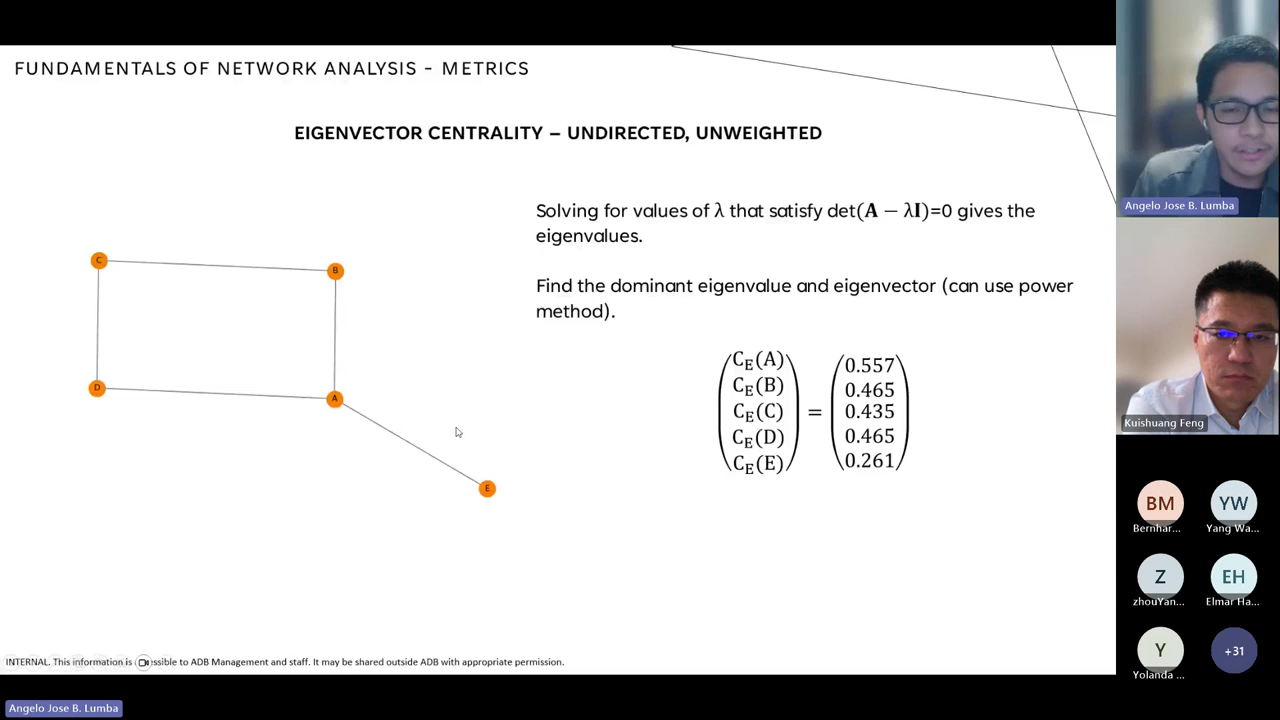 FUNDAMENTALS OF NETWORK ANALYSIS - METRICS
EIGENVECTOR CENTRALITY – UNDIRECTED, UNWEIGHTED
Solving for values of λ that satisfy det(A − λI)=0 gives the
eigenvalues.
Find the dominant eigenvalue and eigenvector (can use power
method).
C
B
D
A
E
C_E(A)
C_E(B)
C_E(C)
C_E(D)
C_E(E)
=
0.557
0.465
0.435
0.465
0.261
INTERNAL. This information is essible to ADB Management and staff. It may be shared outside ADB with appropriate permission.
Angelo Jose B. Lumba
Angelo Jose B. Lumba
Kuishuang Feng
BM YW
Bernhar... Yang Wa...
Z EH
zhouYan... Elmar Ha...
Y +31
Yolanda ...